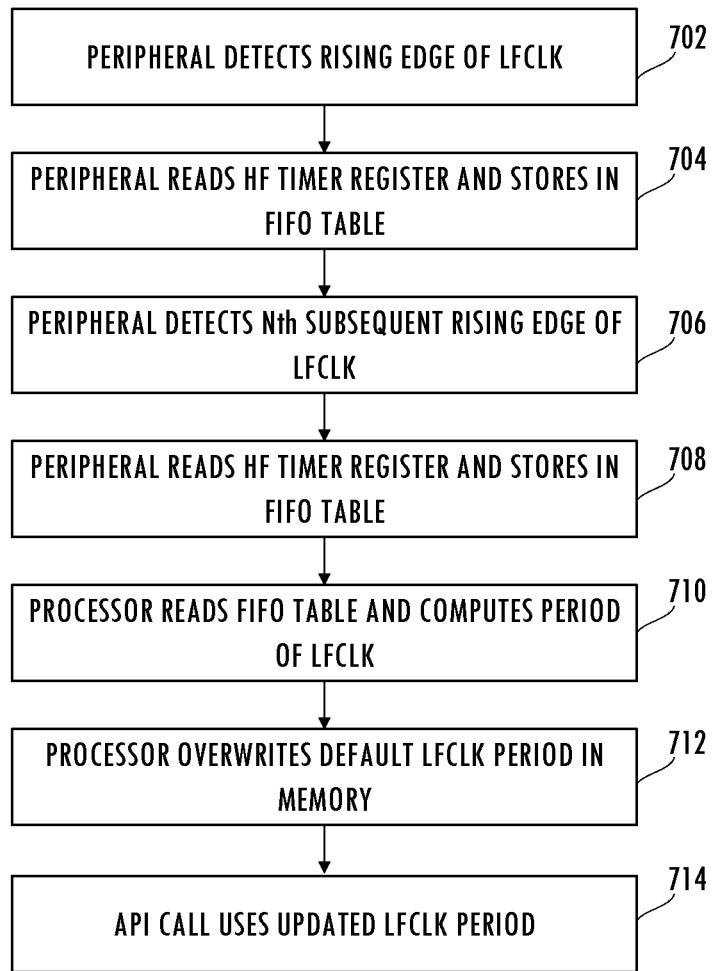 PERIPHERAL DETECTS RISING EDGE OF LFCLK
702
PERIPHERAL READS HF TIMER REGISTER AND STORES IN
FIFO TABLE
704
PERIPHERAL DETECTS Nth SUBSEQUENT RISING EDGE OF
LFCLK
706
PERIPHERAL READS HF TIMER REGISTER AND STORES IN
FIFO TABLE
708
PROCESSOR READS FIFO TABLE AND COMPUTES PERIOD
OF LFCLK
710
PROCESSOR OVERWRITES DEFAULT LFCLK PERIOD IN
MEMORY
712
API CALL USES UPDATED LFCLK PERIOD
714